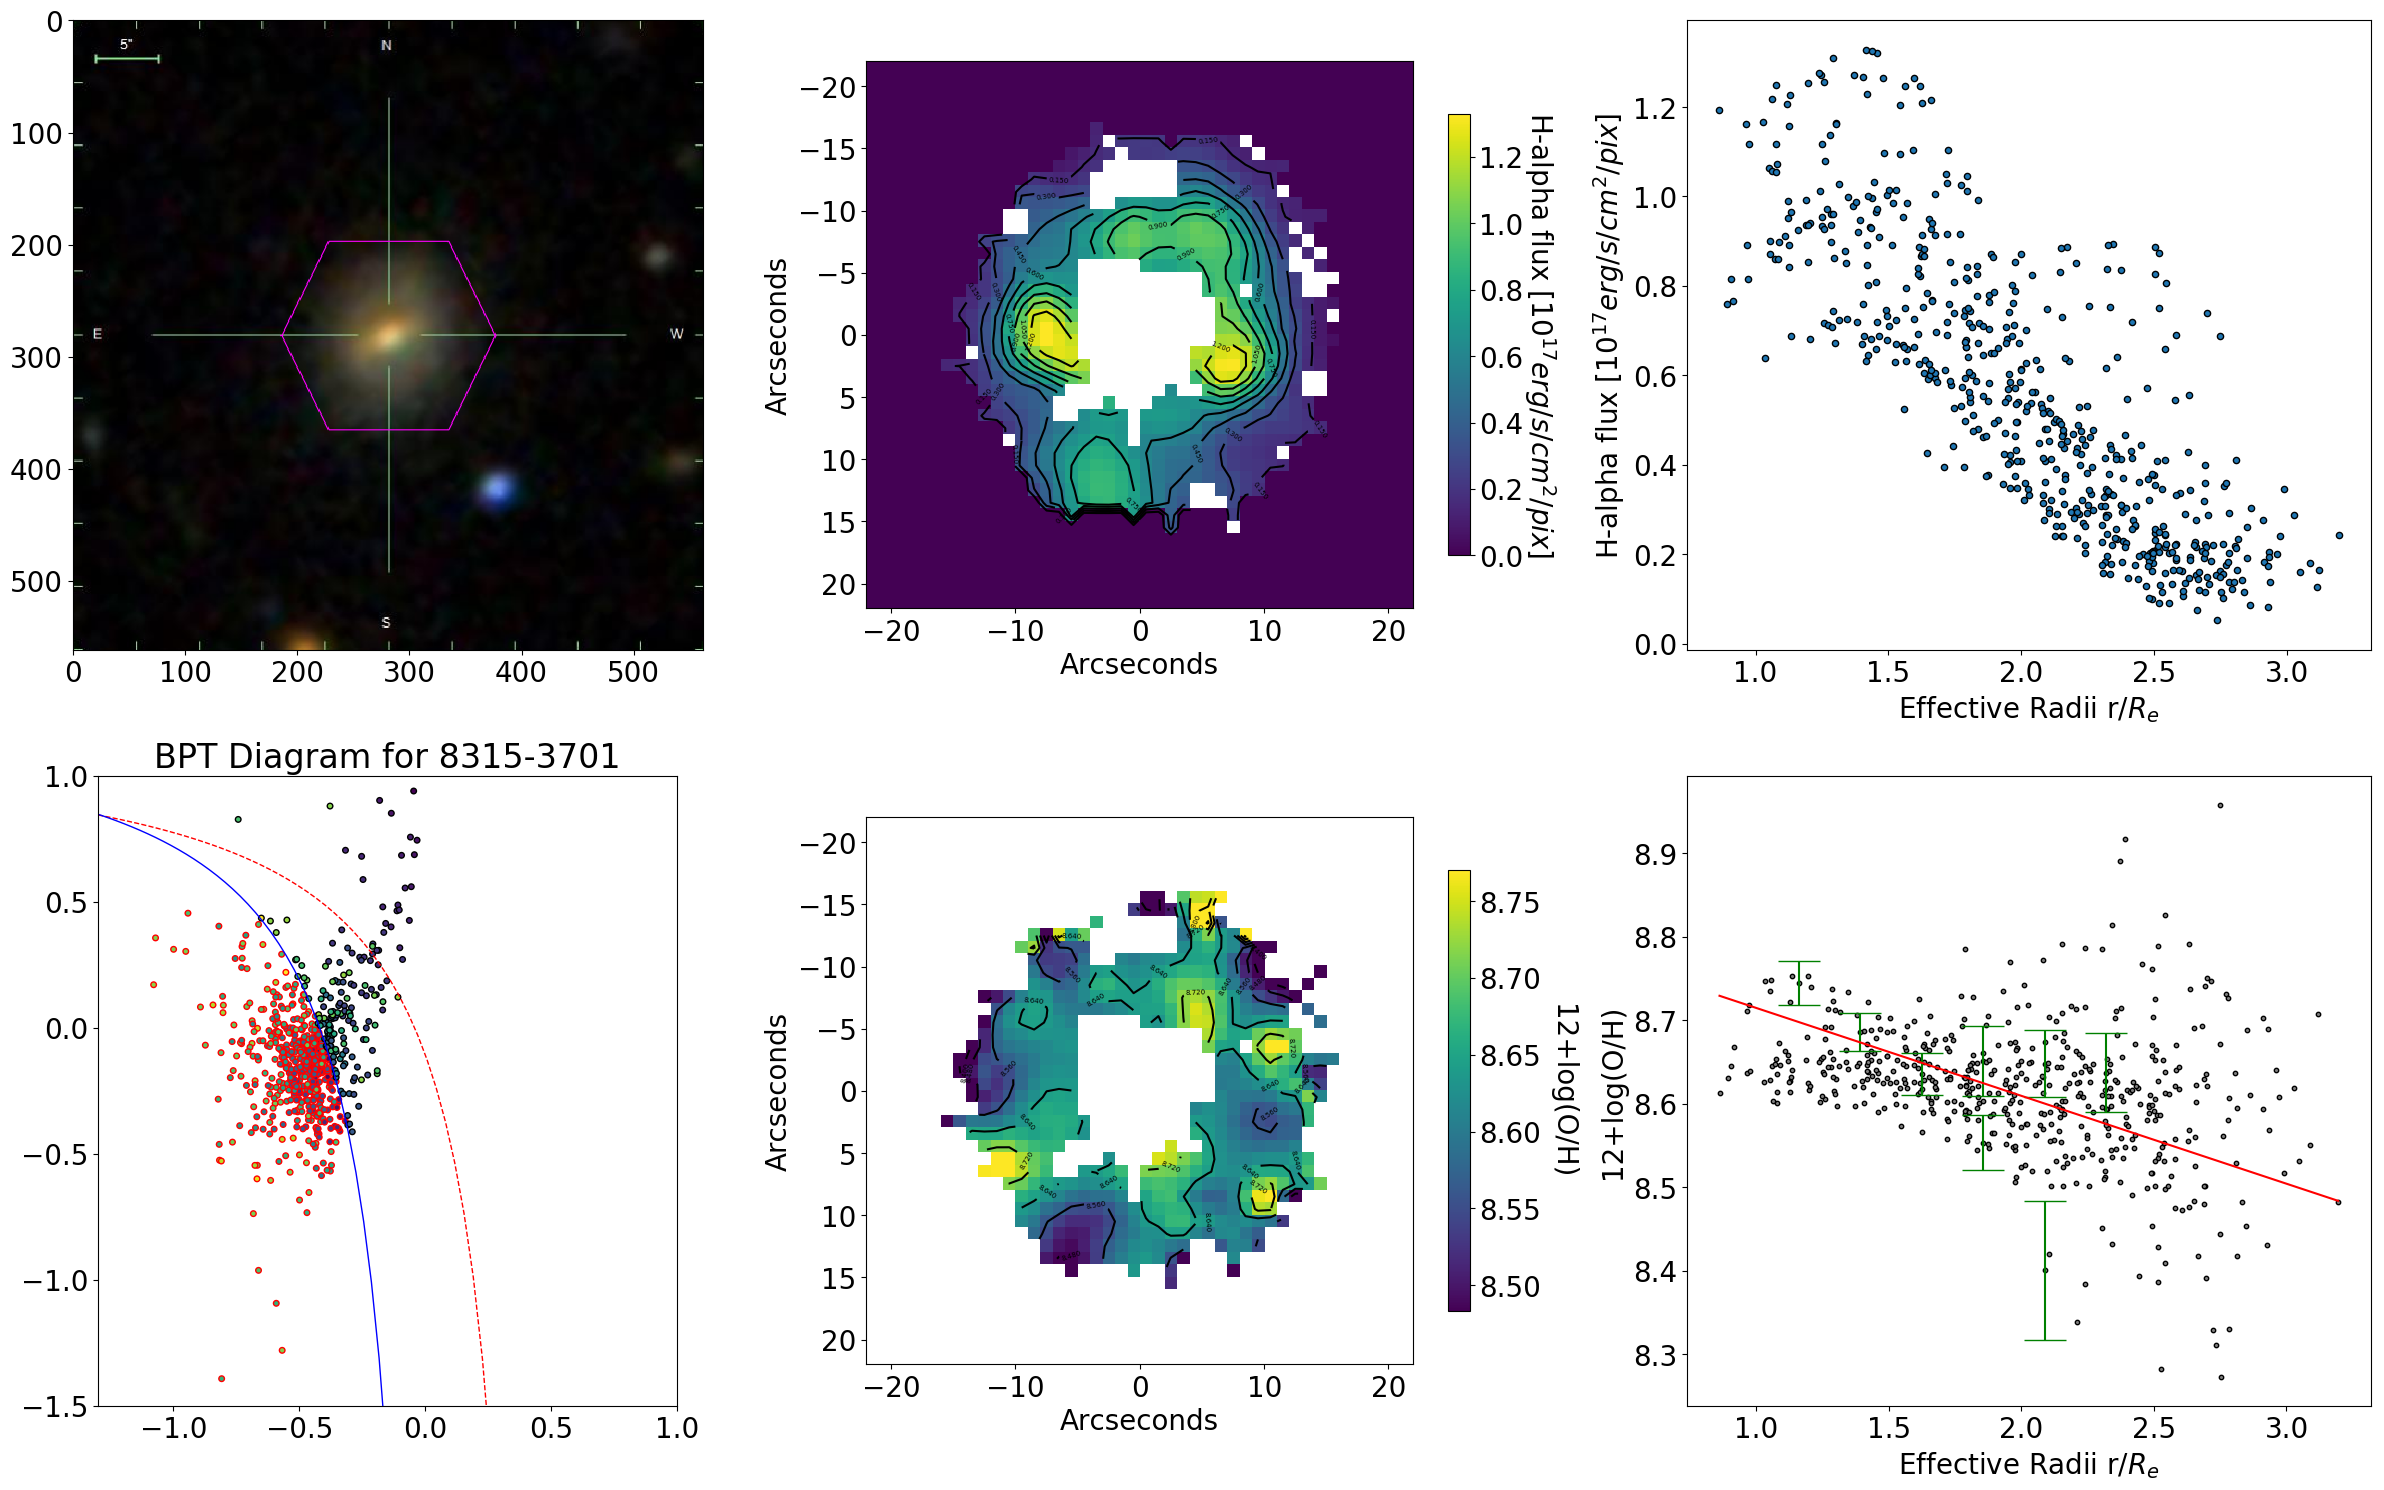 5"
N
E
W
S
0
100
200
300
400
500
0 100 200 300 400 500
−20
−15
−10
−5
0
5
10
15
20
Arcseconds
−20 −10 0 10 20
Arcseconds
1.2
1.0
0.8
0.6
0.4
0.2
0.0
H-alpha flux [10^17 erg/s/cm^2/pix]
H-alpha flux [10^17 erg/s/cm^2/pix]
1.2
1.0
0.8
0.6
0.4
0.2
0.0
1.0 1.5 2.0 2.5 3.0
Effective Radii r/R_e
BPT Diagram for 8315-3701
1.0
0.5
0.0
−0.5
−1.0
−1.5
−1.0 −0.5 0.0 0.5 1.0
−20
−15
−10
−5
0
5
10
15
20
Arcseconds
−20 −10 0 10 20
Arcseconds
8.75
8.70
8.65
8.60
8.55
8.50
12+log(O/H)
12+log(O/H)
8.9
8.8
8.7
8.6
8.5
8.4
8.3
1.0 1.5 2.0 2.5 3.0
Effective Radii r/R_e